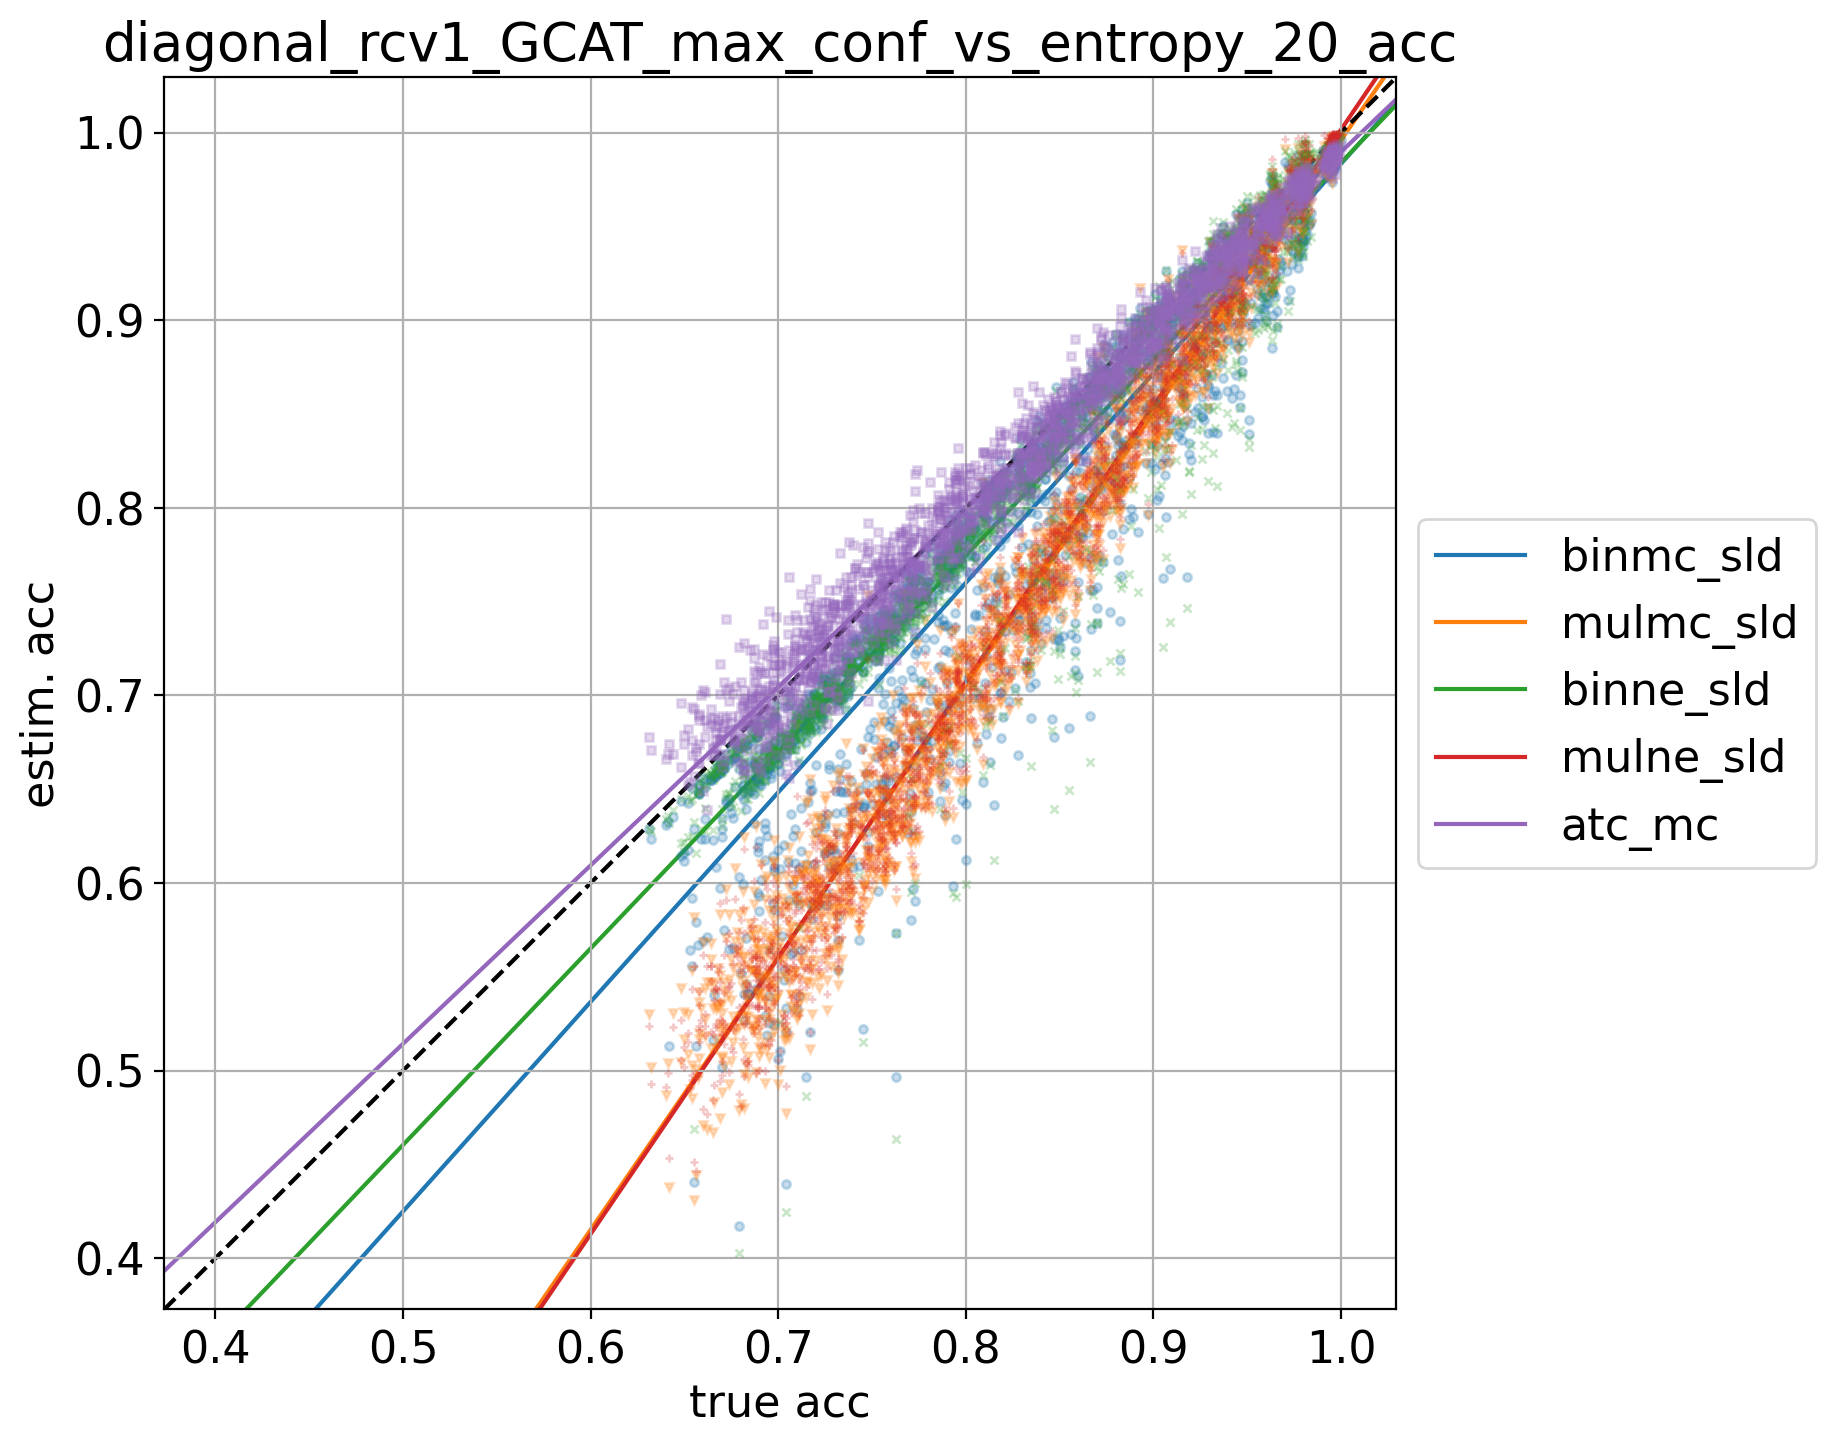 diagonal_rcv1_GCAT_max_conf_vs_entropy_20_acc
1.0
0.9
0.8
0.7
0.6
0.5
0.4
estim. acc
0.4 0.5 0.6 0.7 0.8 0.9 1.0
true acc
binmc_sld
mulmc_sld
binne_sld
mulne_sld
atc_mc